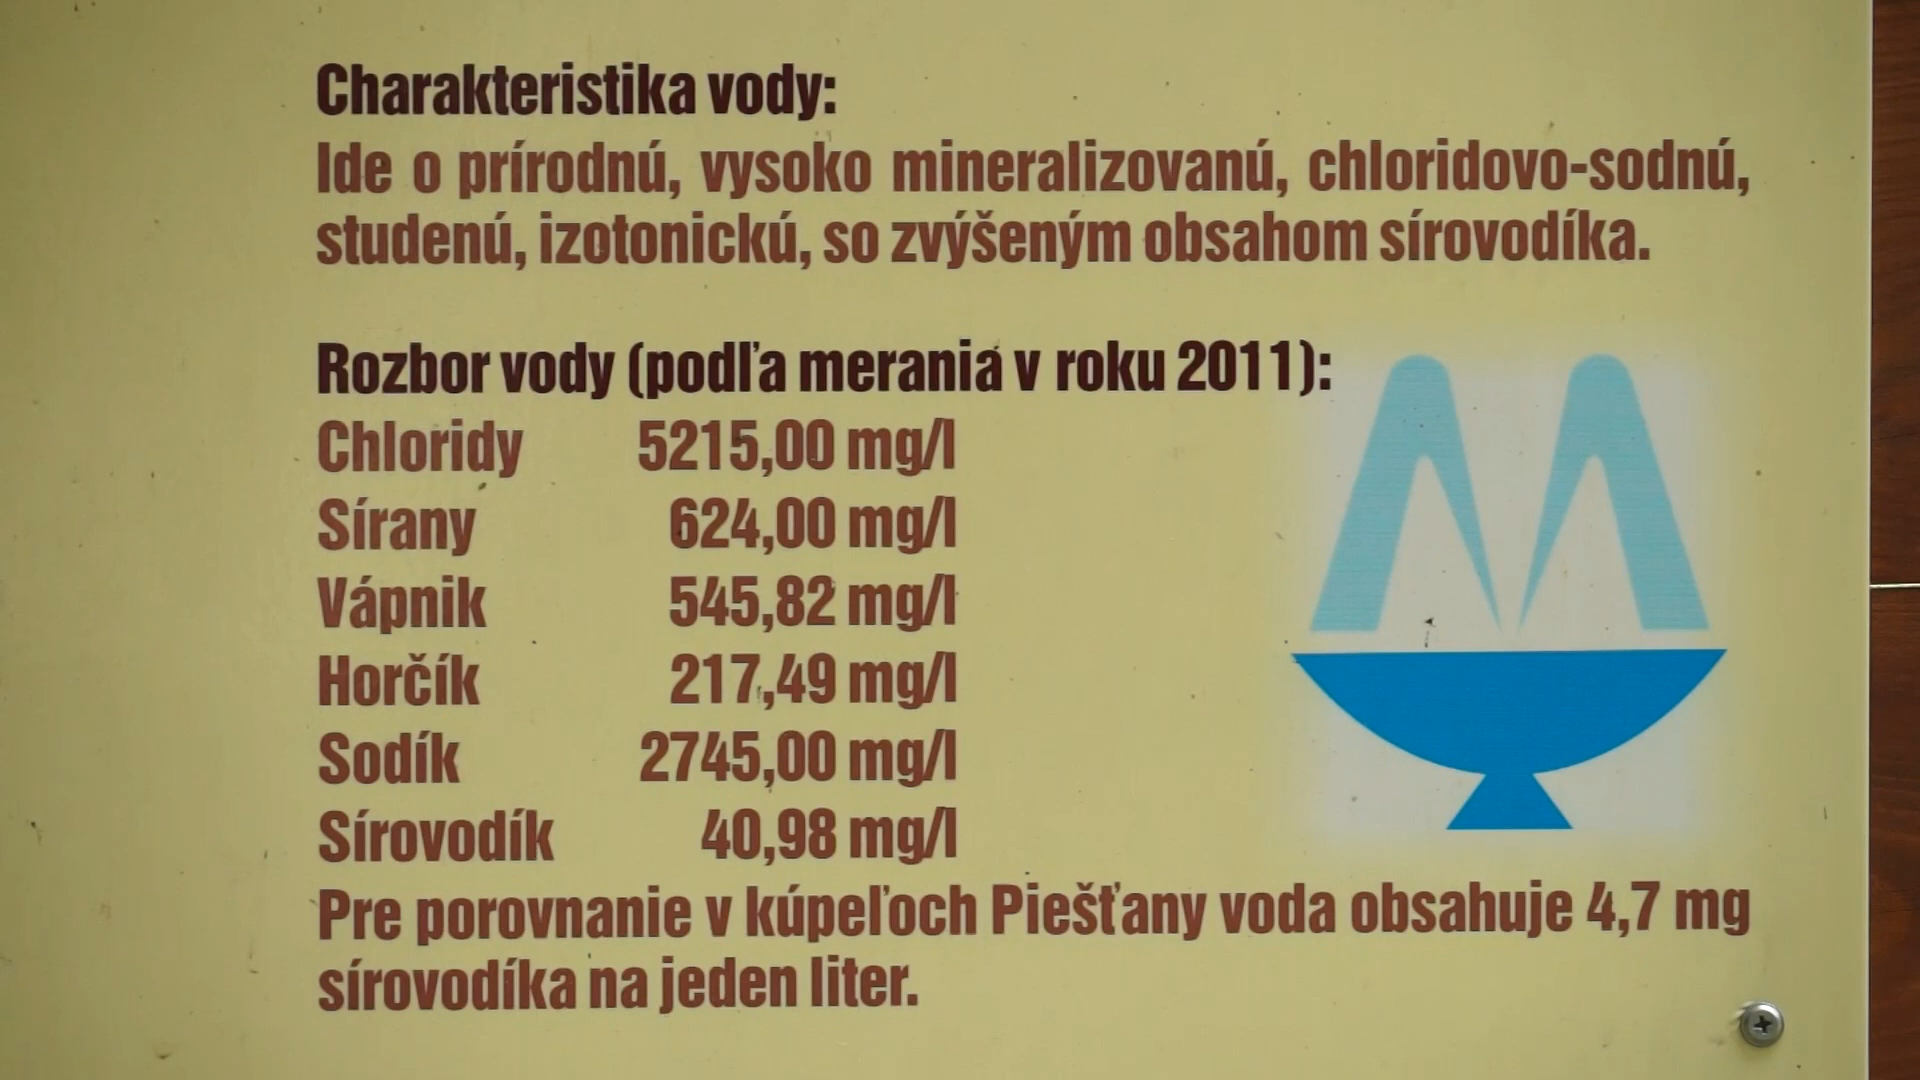 Charakteristika vody:
Ide o prírodnú, vysoko mineralizovanú, chloridovo-sodnú,
studenú, izotonickú, so zvýšeným obsahom sírovodíka.
Rozbor vody (podľa merania v roku 2011):
Chloridy 5215,00 mg/l
Sírany 624,00 mg/l
Vápnik 545,82 mg/l
Horčík 217,49 mg/l
Sodík 2745,00 mg/l
Sírovodík 40,98 mg/l
Pre porovnanie v kúpeľoch Piešťany voda obsahuje 4,7 mg
sírovodíka na jeden liter.